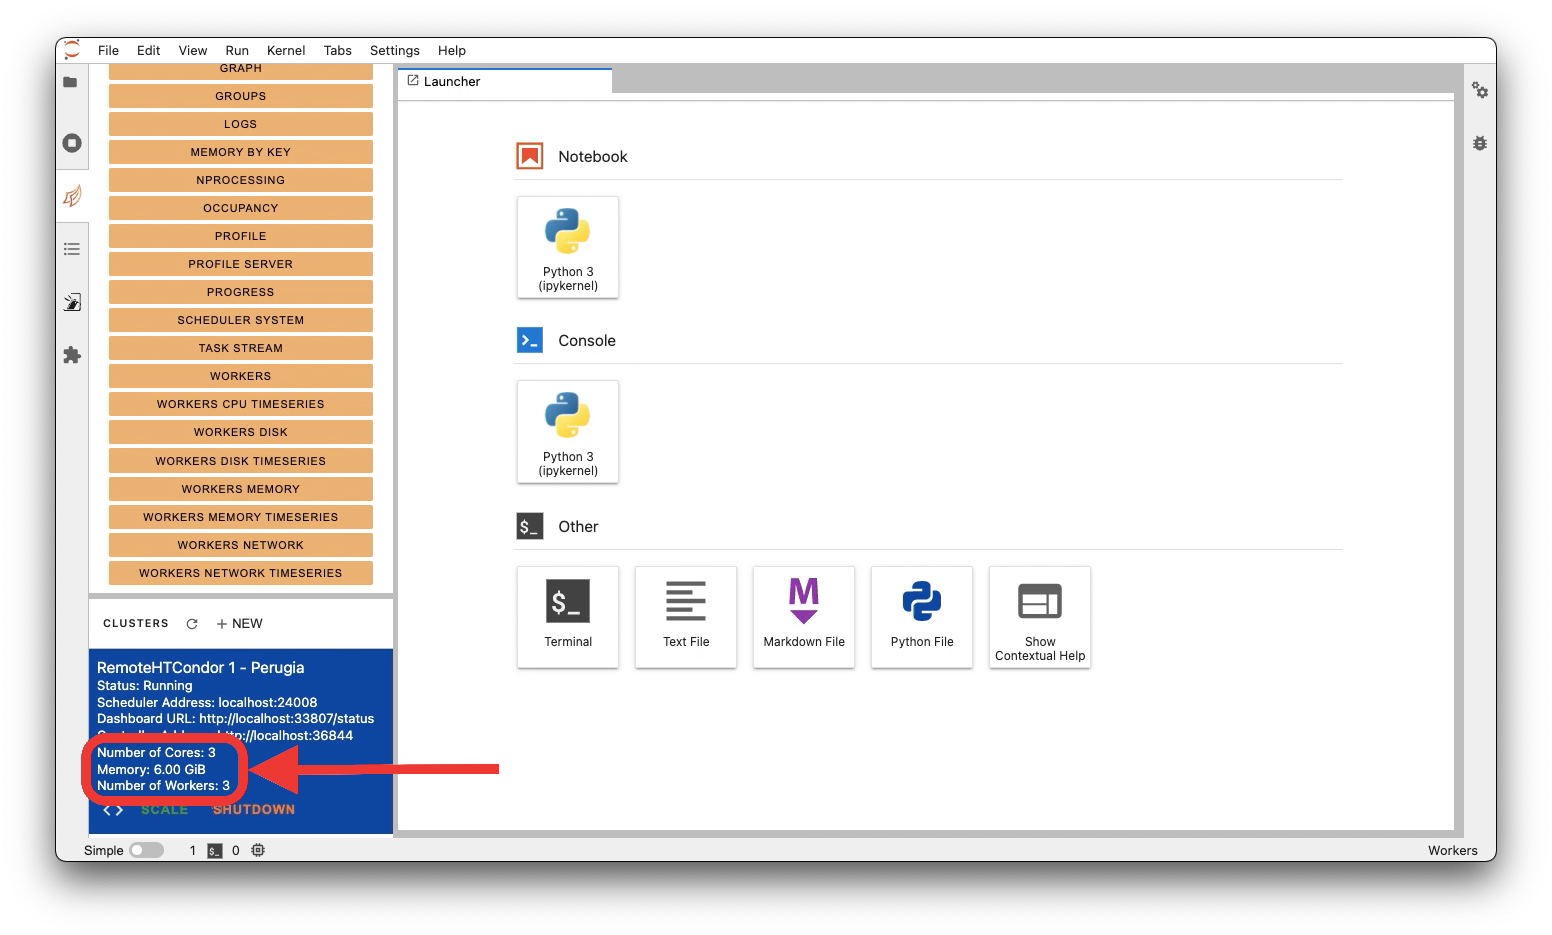 File Edit View Run Kernel Tabs Settings Help
GRAPH
GROUPS
LOGS
MEMORY BY KEY
NPROCESSING
OCCUPANCY
PROFILE
PROFILE SERVER
PROGRESS
SCHEDULER SYSTEM
TASK STREAM
WORKERS
WORKERS CPU TIMESERIES
WORKERS DISK
WORKERS DISK TIMESERIES
WORKERS MEMORY
WORKERS MEMORY TIMESERIES
WORKERS NETWORK
WORKERS NETWORK TIMESERIES
CLUSTERS + NEW
RemoteHTCondor 1 - Perugia
Status: Running
Scheduler Address: localhost:24008
Dashboard URL: http://localhost:33807/status
http://localhost:36844
Number of Cores: 3
Memory: 6.00 GiB
Number of Workers: 3
<> SCALE SHUTDOWN
Launcher
Notebook
Python 3
(ipykernel)
Console
Python 3
(ipykernel)
$_ Other
$_
Terminal
Text File
M
Markdown File
Python File
Show
Contextual Help
Simple 1 $_ 0
Workers